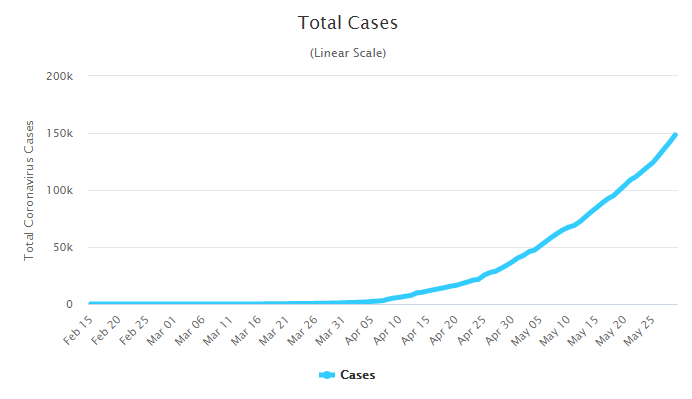 Total Cases
(Linear Scale)
Total Coronavirus Cases
200k
150k
100k
50k
0
Feb 15
Feb 20
Feb 25
Mar 01
Mar 06
Mar 11
Mar 16
Mar 21
Mar 26
Mar 31
Apr 05
Apr 10
Apr 15
Apr 20
Apr 25
Apr 30
May 05
May 10
May 15
May 20
May 25
Cases